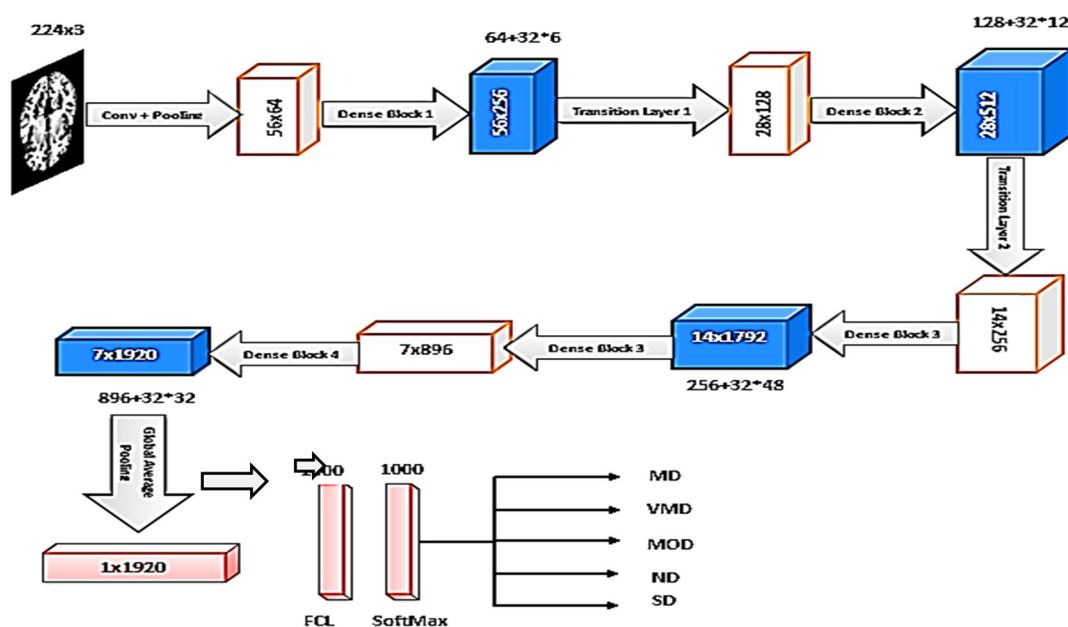 224x3
64+32*6
128+32*12
Conv + Pooling
56x64
Dense Block 1
56x256
Transition Layer 1
28x128
Dense Block 2
28x512
Transition Layer 2
14x256
Dense Block 3
14x1792
256+32*48
Dense Block 3
7x896
Dense Block 4
7x1920
896+32*32
Global Average
Pooling
1x1920
1000
FCL
SoftMax
MD
VMD
MOD
ND
SD